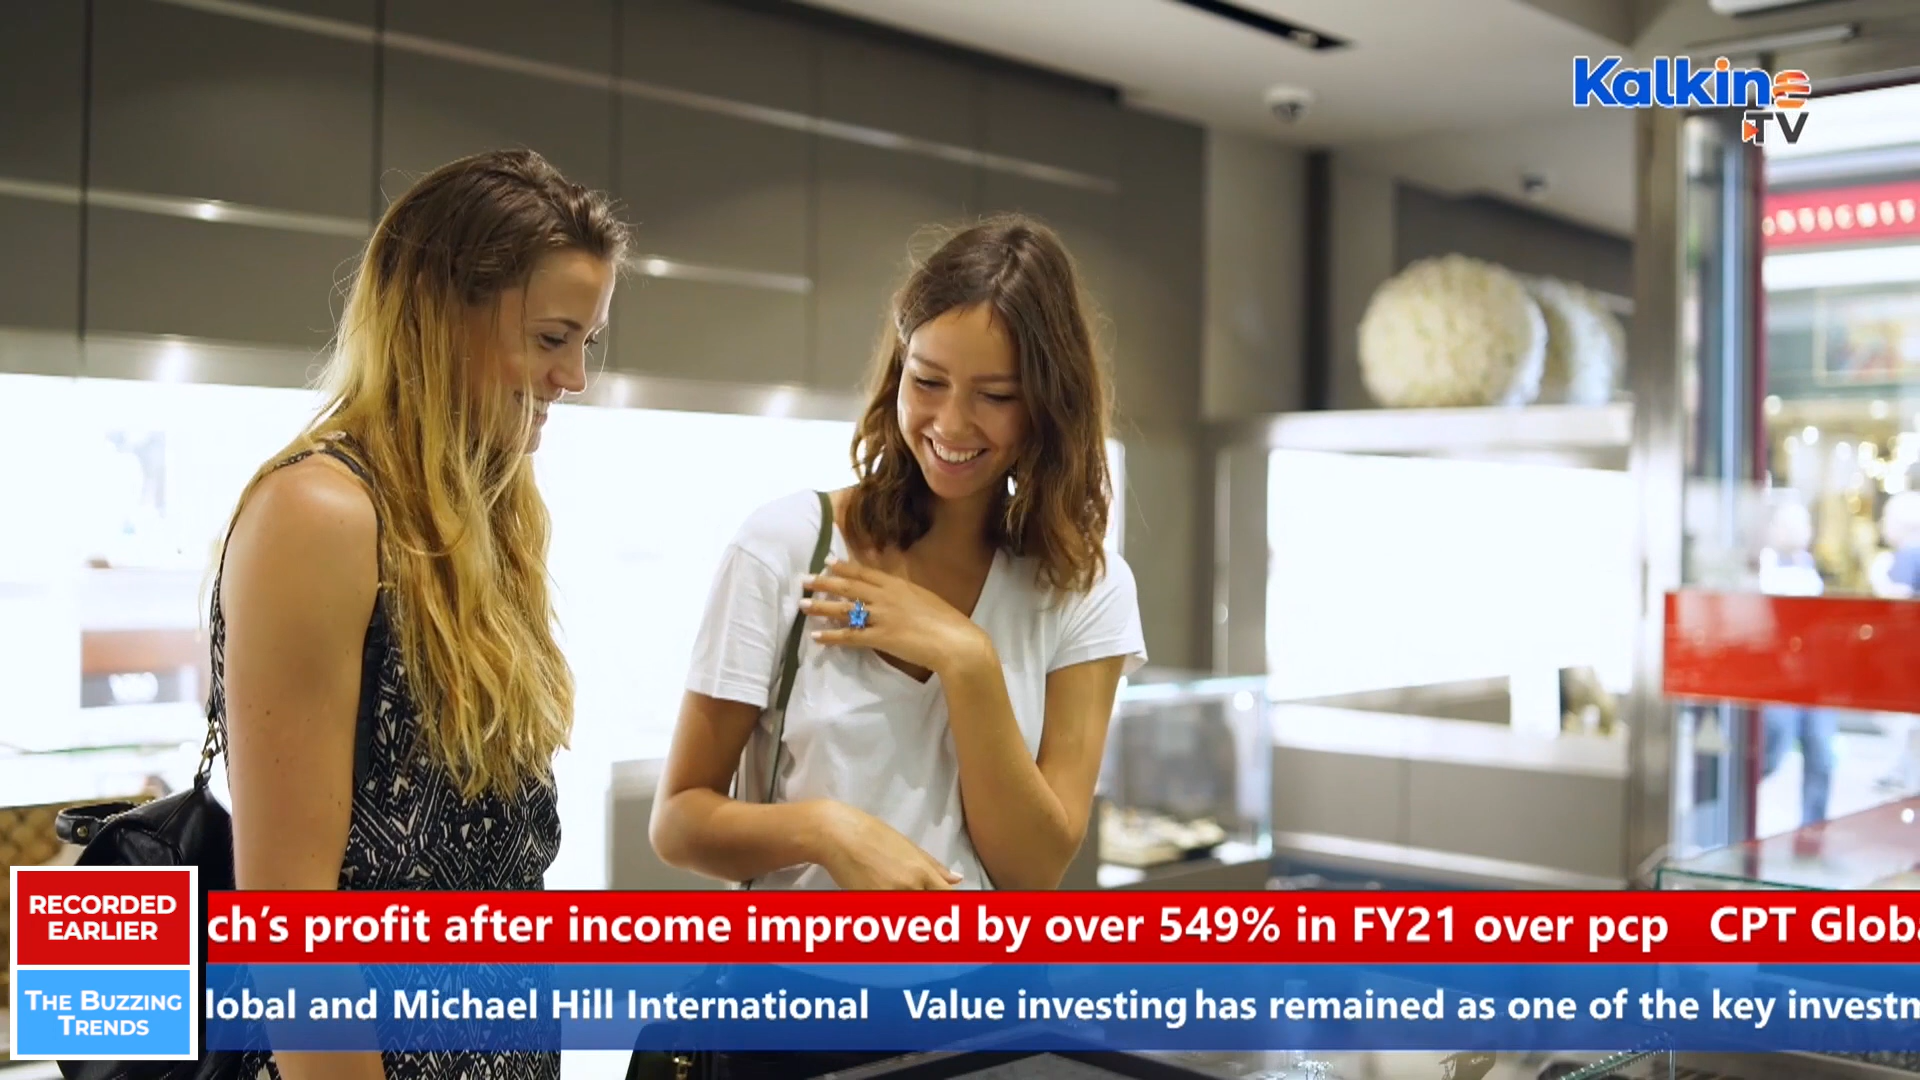 Kalkine
TV
RECORDED
EARLIER
ch's profit after income improved by over 549% in FY21 over pcp CPT Glob
THE BUZZING
TRENDS
lobal and Michael Hill International Value investing has remained as one of the key investm